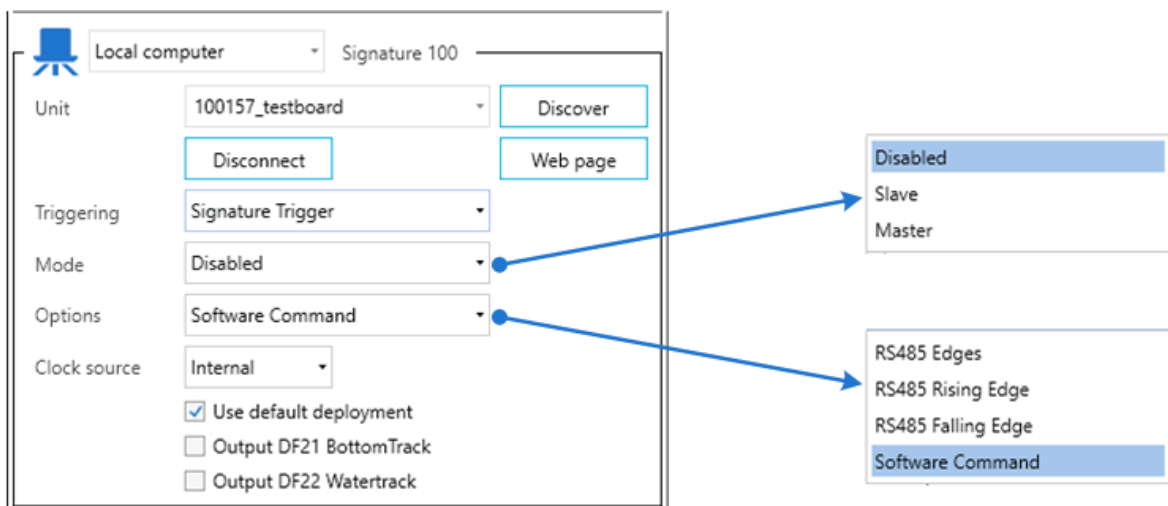 Local computer Signature 100
Unit 100157_testboard Discover
Disconnect Web page
Triggering Signature Trigger
Mode Disabled
Options Software Command
Clock source Internal
Use default deployment
Output DF21 BottomTrack
Output DF22 Watertrack
Disabled
Slave
Master
RS485 Edges
RS485 Rising Edge
RS485 Falling Edge
Software Command